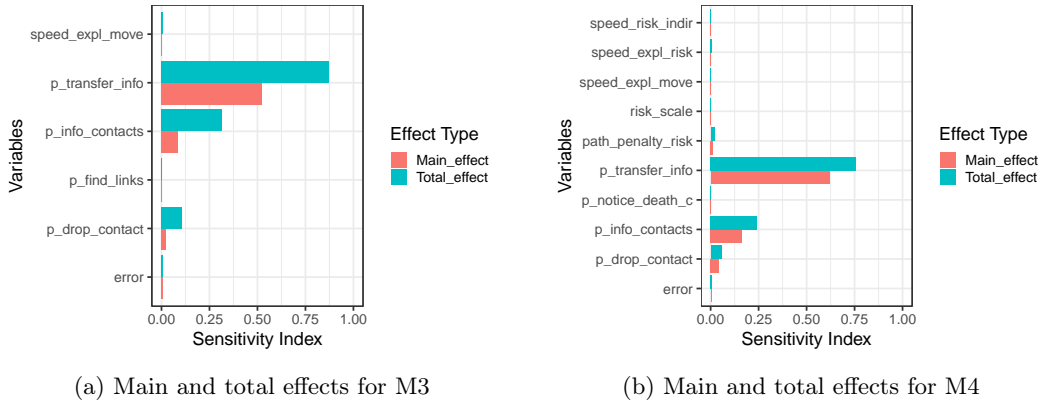 speed_expl_move
p_transfer_info
p_info_contacts
p_find_links
p_drop_contact
error
Variables
0.00 0.25 0.50 0.75 1.00
Sensitivity Index
Effect Type
Main_effect
Total_effect
(a) Main and total effects for M3
speed_risk_indir
speed_expl_risk
speed_expl_move
risk_scale
path_penalty_risk
p_transfer_info
p_notice_death_c
p_info_contacts
p_drop_contact
error
Variables
0.00 0.25 0.50 0.75 1.00
Sensitivity Index
Effect Type
Main_effect
Total_effect
(b) Main and total effects for M4